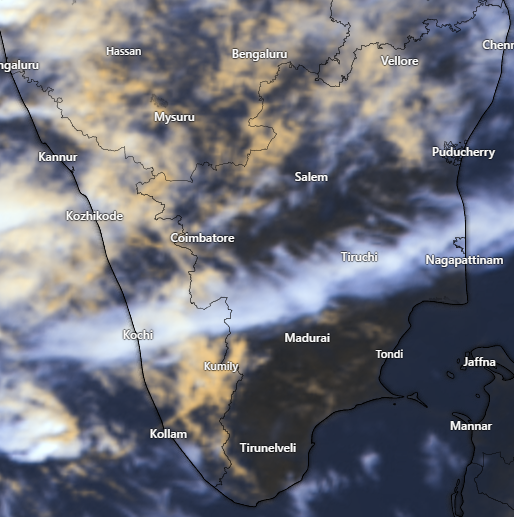 Hassan
Bengaluru
Chenn
ngaluru
Vellore
Mysuru
Kannur
Puducherry
Salem
Kozhikode
Coimbatore
Tiruchi
Nagapattinam
Kochi
Madurai
Tondi
Jaffna
Kumily
Mannar
Kollam
Tirunelveli